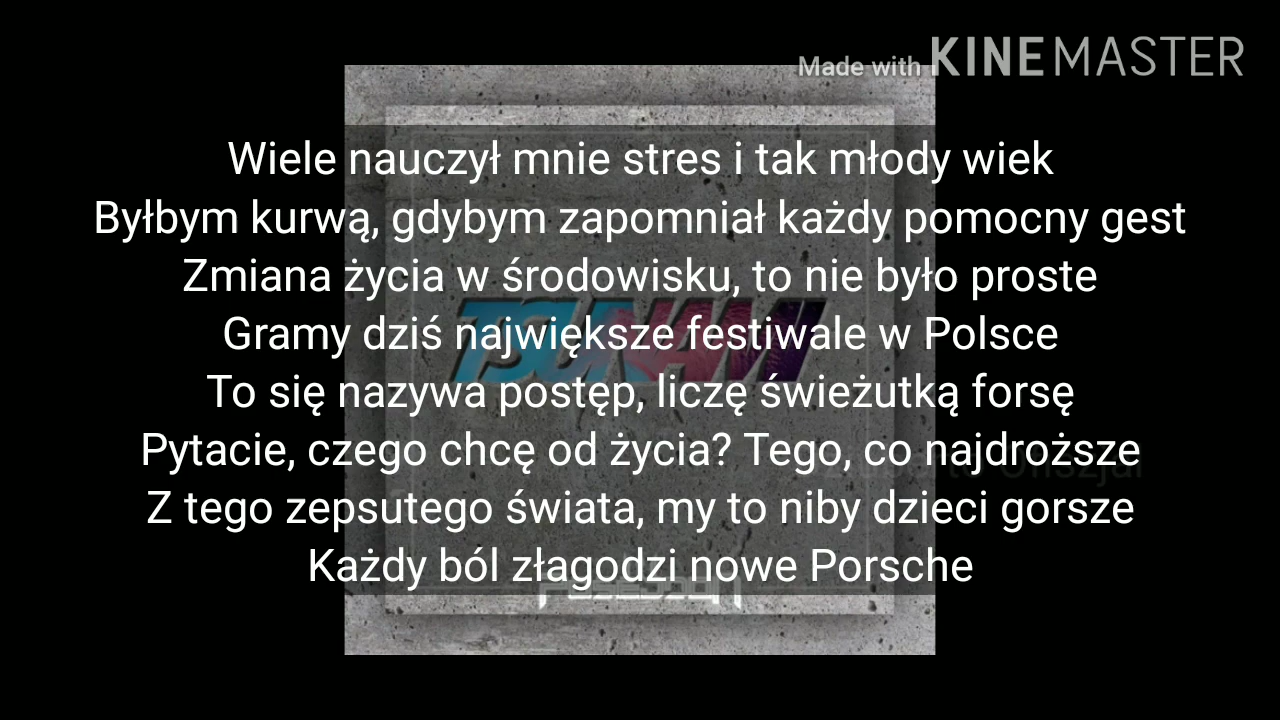 Made with KINEMASTER
Wiele nauczył mnie stres i tak młody wiek
Byłbym kurwą, gdybym zapomniał każdy pomocny gest
Zmiana życia w środowisku, to nie było proste
Gramy dziś największe festiwale w Polsce
TSUNAMI
To się nazywa postęp, liczę świeżutką forsę
Pytacie, czego chcę od życia? Tego, co najdroższe
Z tego zepsutego świata, my to niby dzieci gorsze
Każdy ból złagodzi nowe Porsche